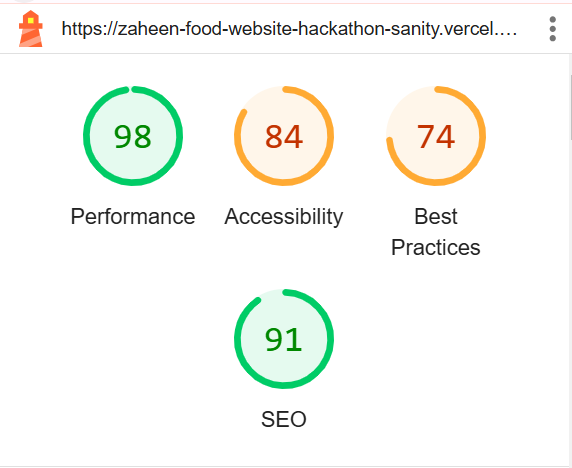 https://zaheen-food-website-hackathon-sanity.vercel.…
98
84
74
Performance
Accessibility
Best
Practices
91
SEO